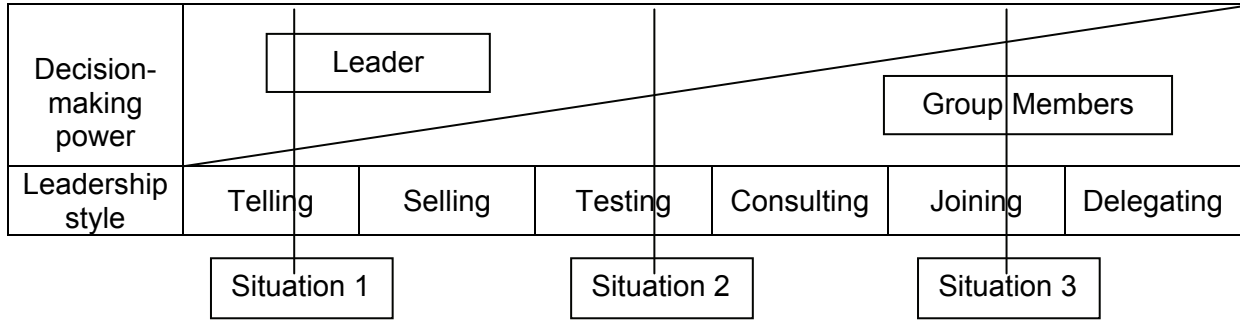 Decision-
making
power
Leader
Group Members
Leadership
style
Telling
Selling
Testing
Consulting
Joining
Delegating
Situation 1
Situation 2
Situation 3